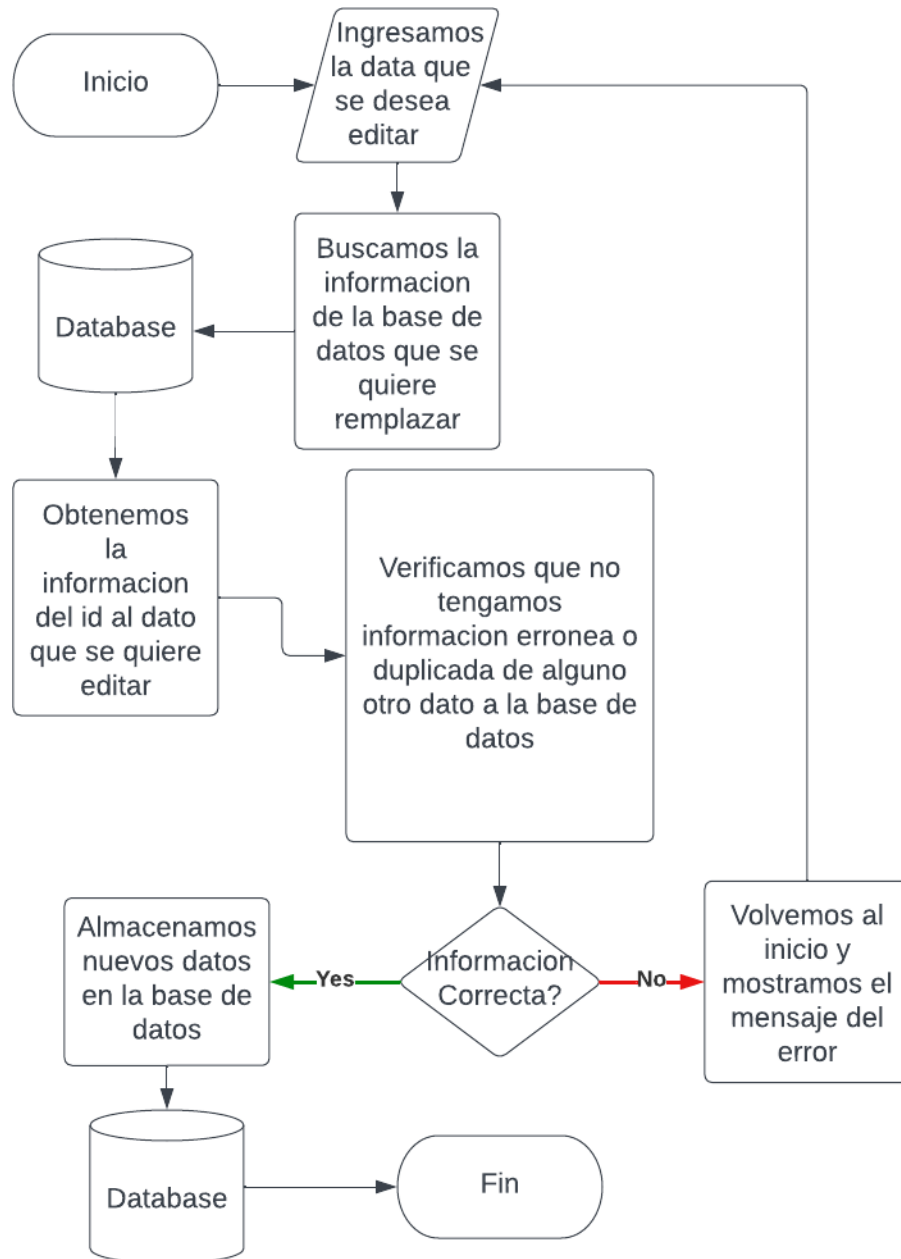 Inicio
Ingresamos
la data que
se desea
editar
Buscamos la
informacion
de la base de
datos que se
quiere
remplazar
Database
Obtenemos
la
informacion
del id al dato
que se quiere
editar
Verificamos que no
tengamos
informacion erronea o
duplicada de alguno
otro dato a la base de
datos
Informacion
Correcta?
Yes
No
Almacenamos
nuevos datos
en la base de
datos
Volvemos al
inicio y
mostramos el
mensaje del
error
Database
Fin